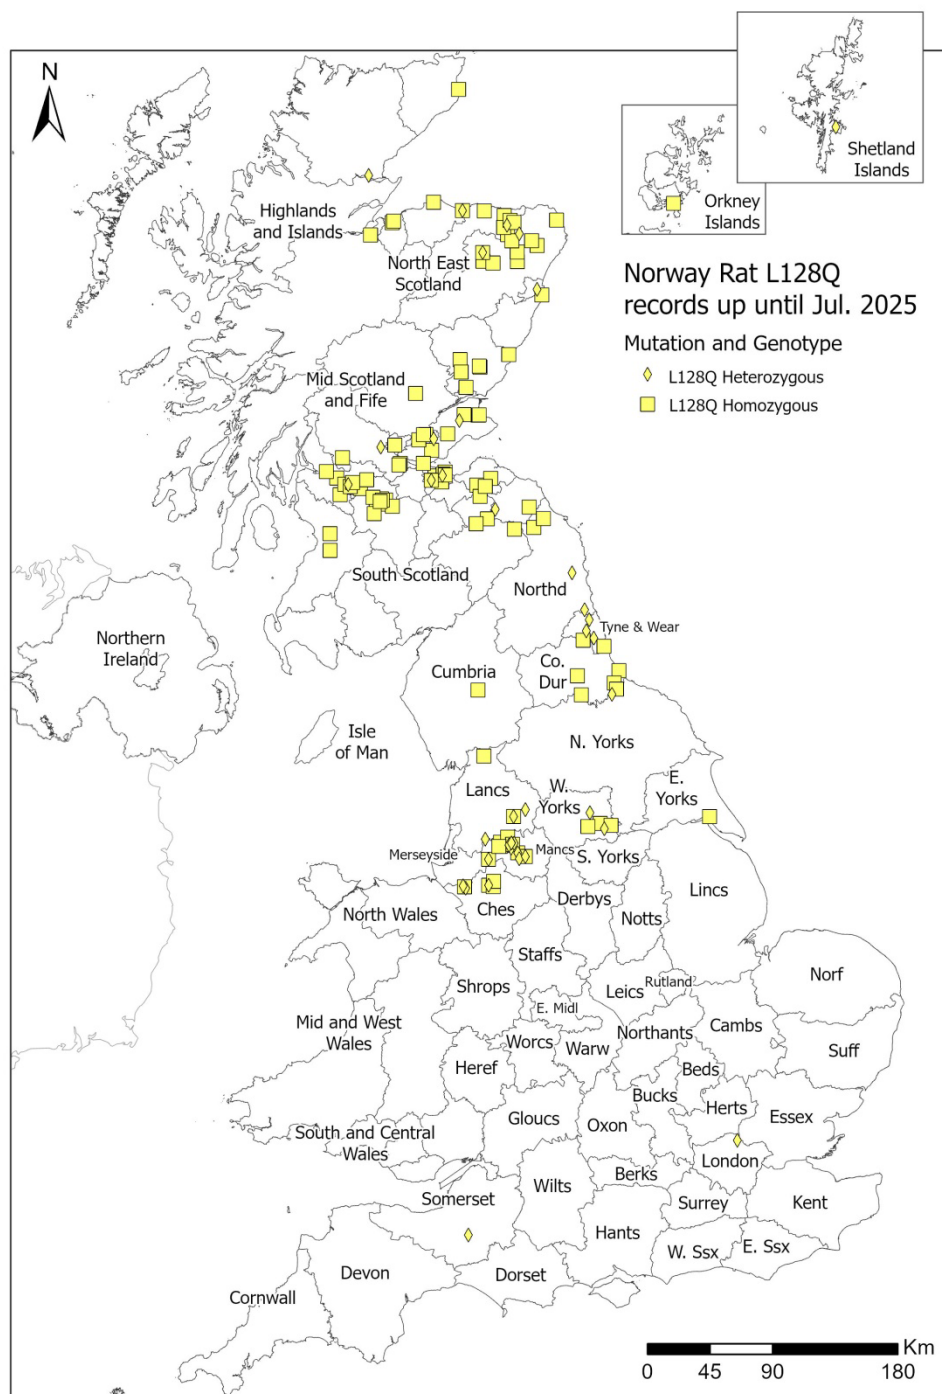 N
Shetland
Islands
Orkney
Islands
Highlands
and Islands
North East
Scotland
Norway Rat L128Q
records up until Jul. 2025
Mutation and Genotype
L128Q Heterozygous
L128Q Homozygous
Mid Scotland
and Fife
South Scotland
Northd
Tyne & Wear
Northern
Ireland
Cumbria
Co.
Dur
Isle
of Man
N. Yorks
Lancs
W.
Yorks
E.
Yorks
Merseyside
Mancs
S. Yorks
Lincs
North Wales
Ches
Derbys
Notts
Staffs
Shrops
Leics
Rutland
Norf
E. Midl
Mid and West
Wales
Worcs
Warw
Northants
Cambs
Suff
Heref
Beds
Bucks
Herts
Essex
South and Central
Wales
Gloucs
Oxon
London
Berks
Somerset
Wilts
Surrey
Kent
Hants
W. Ssx
E. Ssx
Devon
Dorset
Cornwall
Km
0 45 90 180